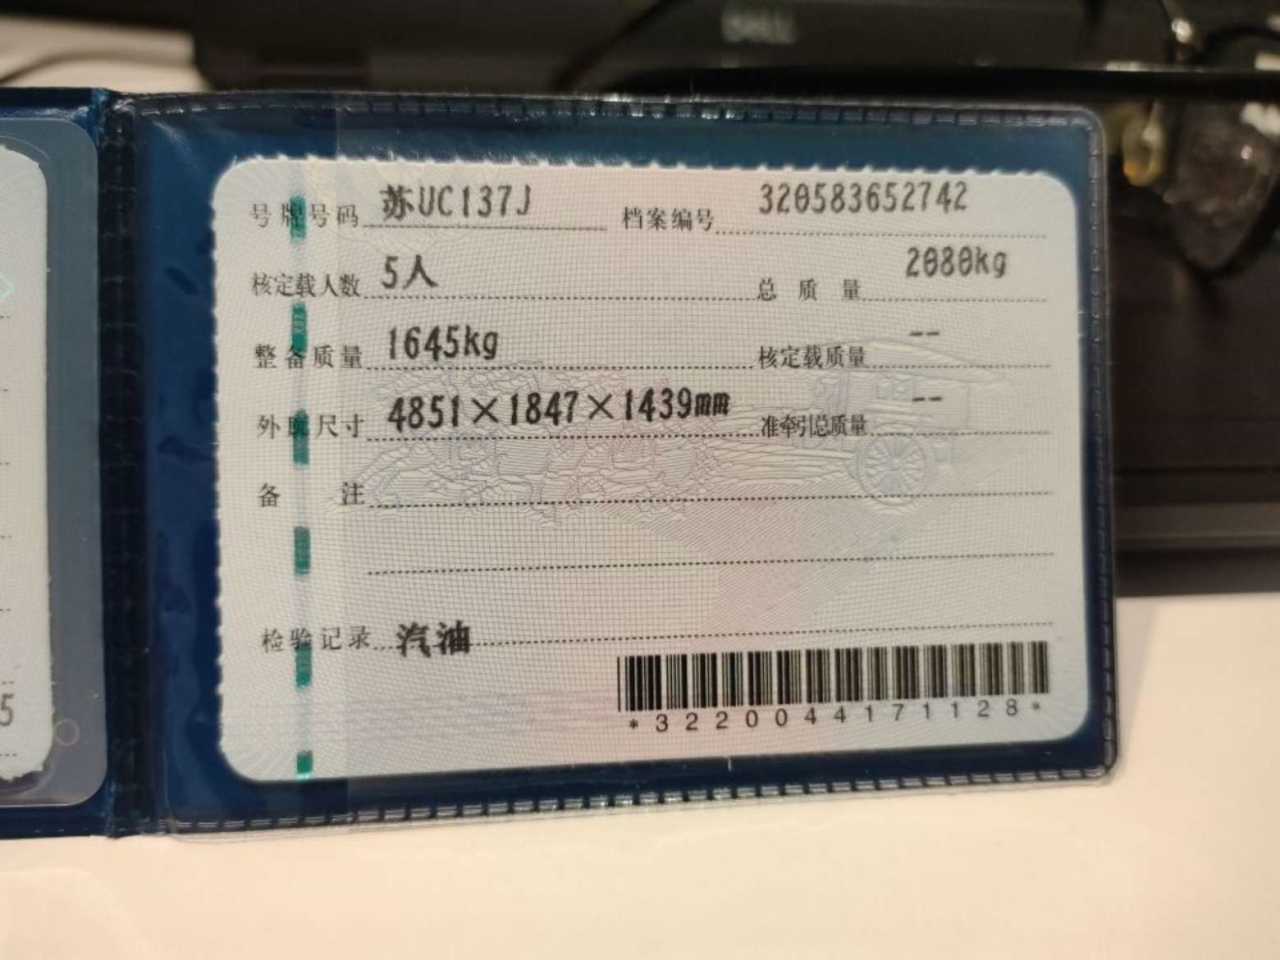 DELL
号牌号码 苏UC137J 档案编号 320583652742
核定载人数 5人 总质量 2080kg
整备质量 1645kg 核定载质量 --
外廓尺寸 4851×1847×1439mm 准牵引总质量 --
备注
检验记录 汽油
*3220044171128*
5